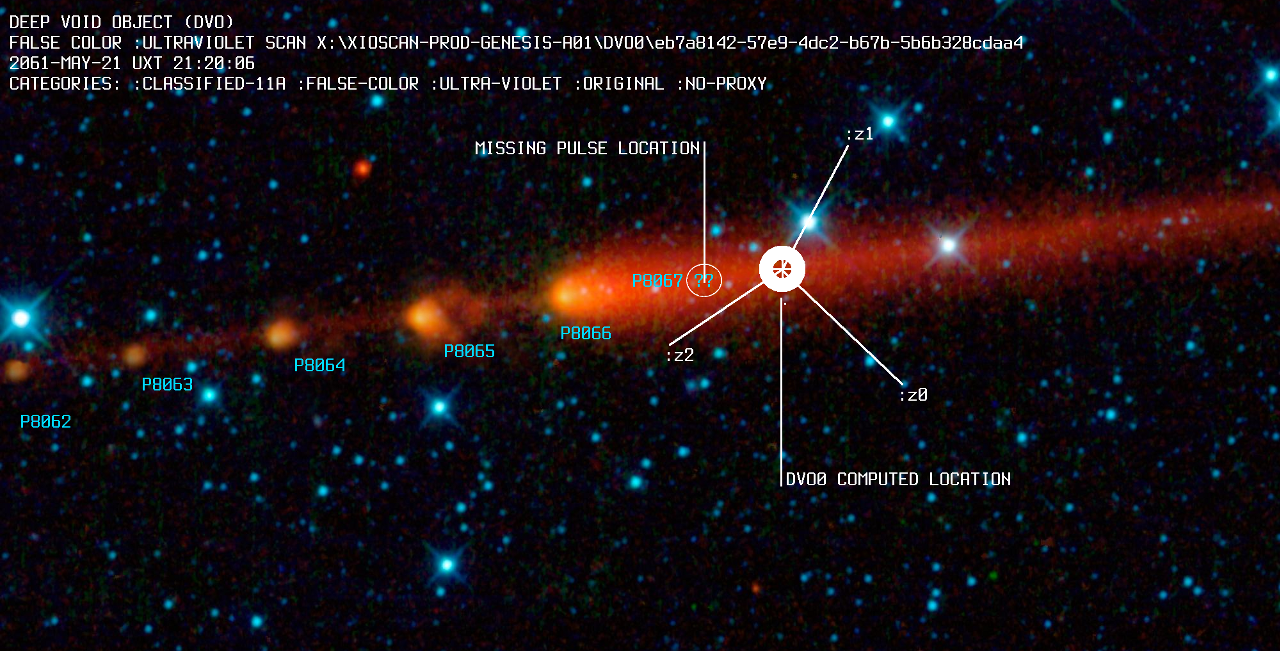 DEEP VOID OBJECT (DVO)
FALSE COLOR :ULTRAVIOLET SCAN X:\XIOSCAN-PROD-GENESIS-A01\DVO0\eb7a8142-57e9-4dc2-b67b-5b6b328cdaa4
2061-MAY-21 UXT 21:20:06
CATEGORIES: :CLASSIFIED-11A :FALSE-COLOR :ULTRA-VIOLET :ORIGINAL :NO-PROXY
:z1
MISSING PULSE LOCATION
P8067 ??
P8066
P8065
:z2
P8064
P8063
:z0
P8062
DVO0 COMPUTED LOCATION